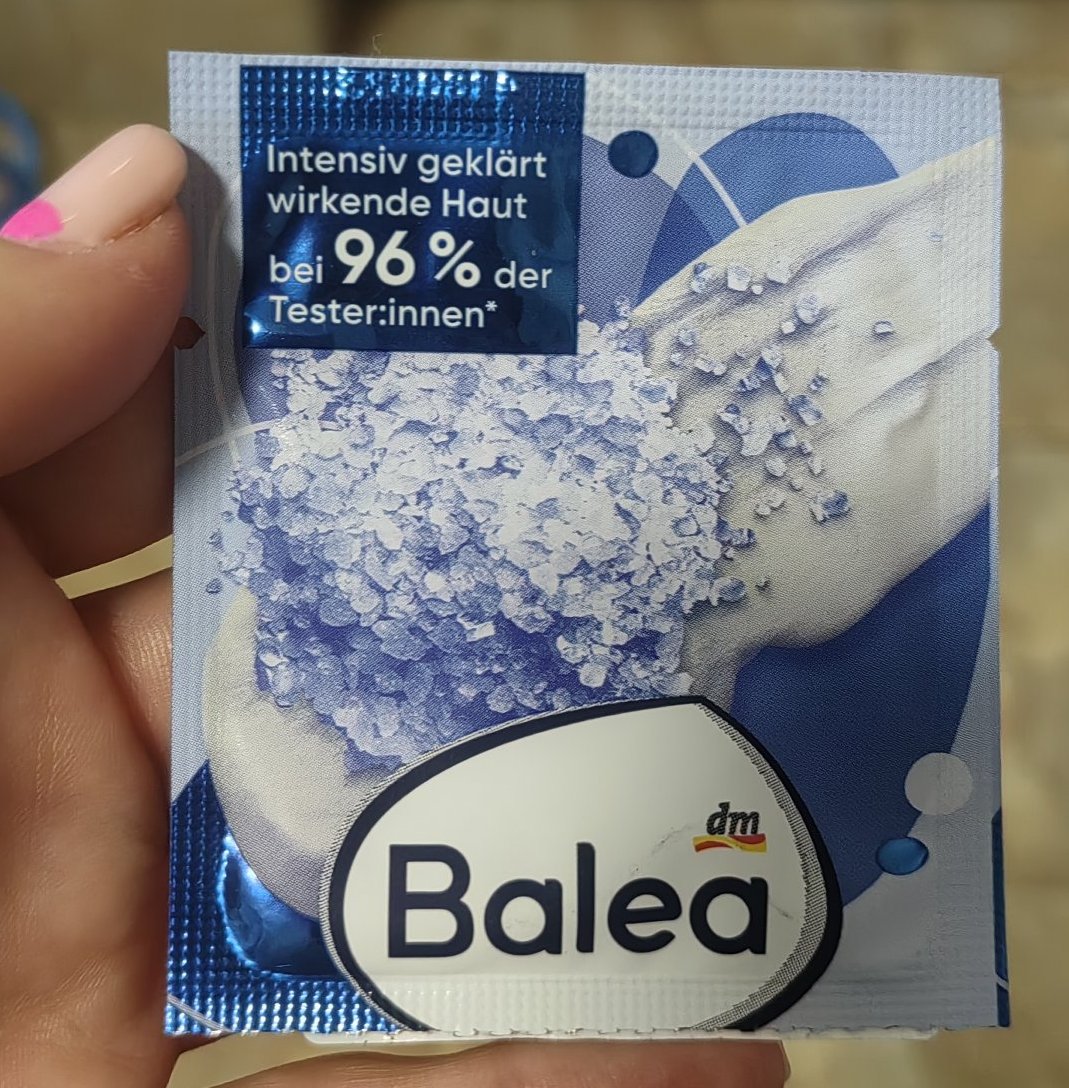 Intensiv geklärt
wirkende Haut
bei 96 % der
Tester:innen*
dm
Balea